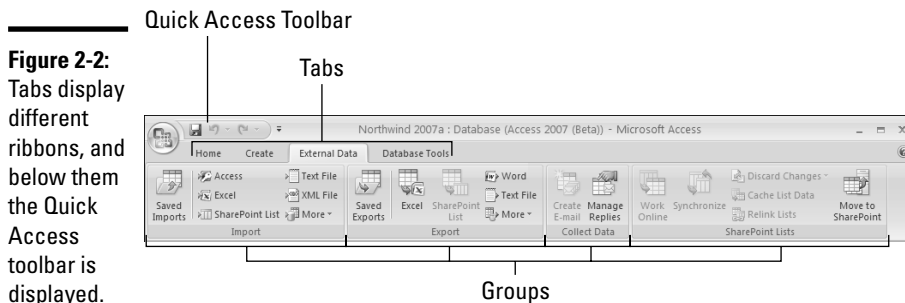 Quick Access Toolbar
Figure 2-2:
Tabs display
different
ribbons, and
below them
the Quick
Access
toolbar is
displayed.
Tabs
Northwind 2007a : Database (Access 2007 (Beta)) - Microsoft Access
Home Create External Data Database Tools
Saved Imports
Access
Excel
SharePoint List
Text File
XML File
More
Import
Saved Exports
Excel
SharePoint List
Word
Text File
More
Export
Create E-mail
Manage Replies
Collect Data
Work Online
Synchronize
Discard Changes
Cache List Data
Relink Lists
Move to SharePoint
SharePoint Lists
Groups